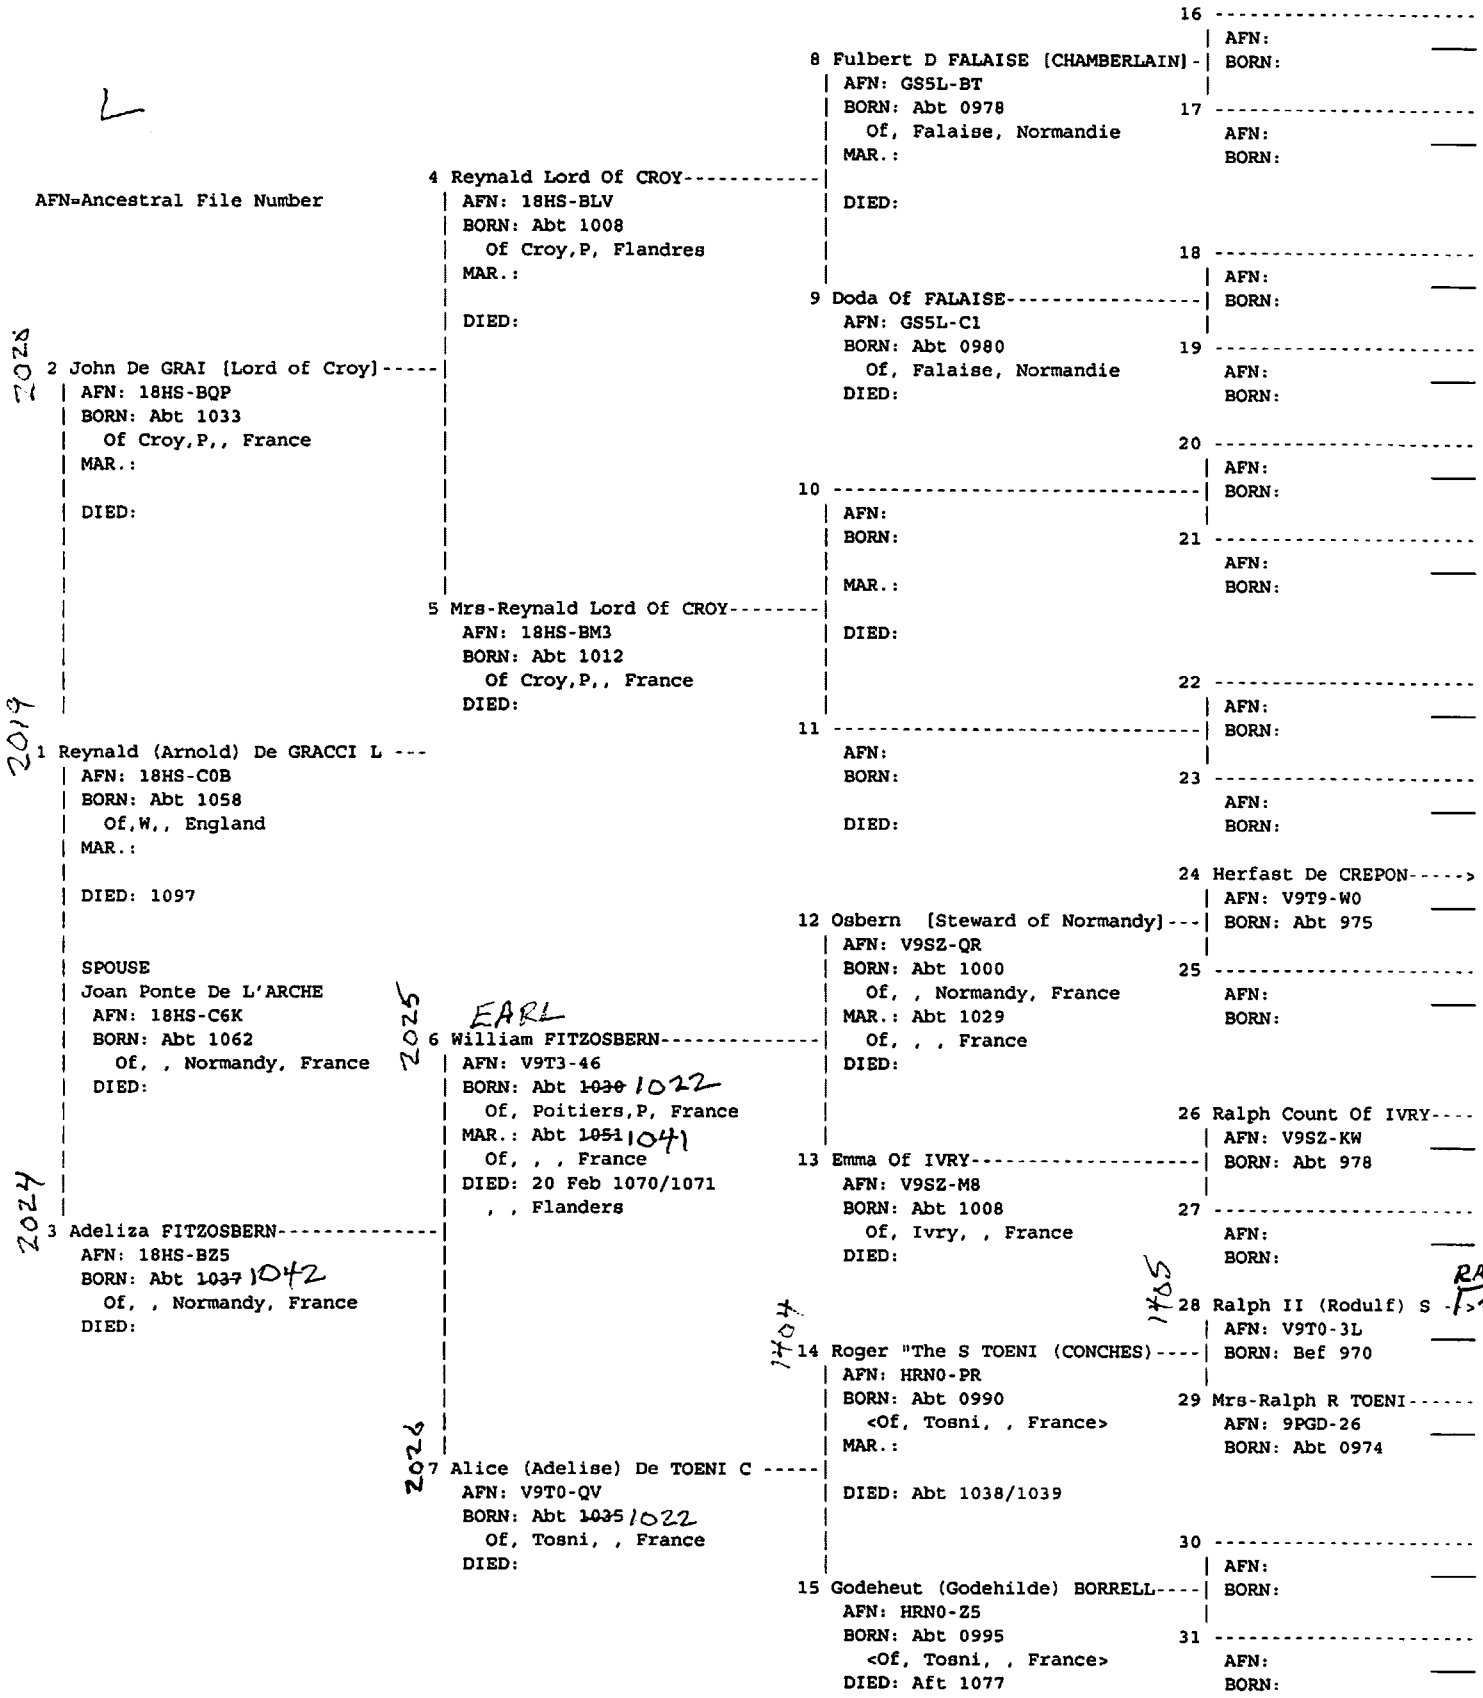 L
AFN=Ancestral File Number
2028
2 John De GRAI [Lord of Croy]-----
AFN: 18HS-BQP
BORN: Abt 1033
Of Croy,P,, France
MAR.:
DIED:
2019
1 Reynald (Arnold) De GRACCI L ---
AFN: 18HS-C0B
BORN: Abt 1058
Of,W,, England
MAR.:
DIED: 1097
SPOUSE
Joan Ponte De L'ARCHE
AFN: 18HS-C6K
BORN: Abt 1062
Of, , Normandy, France
DIED:
2024
3 Adeliza FITZOSBERN-------------
AFN: 18HS-BZ5
BORN: Abt 1037 1042
Of, , Normandy, France
DIED:
4 Reynald Lord Of CROY------------
AFN: 18HS-BLV
BORN: Abt 1008
Of Croy,P, Flandres
MAR.:
DIED:
5 Mrs-Reynald Lord Of CROY--------
AFN: 18HS-BM3
BORN: Abt 1012
Of Croy,P,, France
DIED:
2025
EARL
6 William FITZOSBERN-------------
AFN: V9T3-46
BORN: Abt 1030 1022
Of, Poitiers,P, France
MAR.: Abt 1051 1041
Of, , , France
DIED: 20 Feb 1070/1071
, , Flanders
2026
7 Alice (Adelise) De TOENI C -----
AFN: V9T0-QV
BORN: Abt 1035 1022
Of, Tosni, , France
DIED:
8 Fulbert D FALAISE [CHAMBERLAIN]-
AFN: GS5L-BT
BORN: Abt 0978
Of, Falaise, Normandie
MAR.:
DIED:
9 Doda Of FALAISE-----------------
AFN: GS5L-C1
BORN: Abt 0980
Of, Falaise, Normandie
DIED:
10 --------------------------------
AFN:
BORN:
MAR.:
DIED:
11 --------------------------------
AFN:
BORN:
DIED:
12 Osbern [Steward of Normandy]---
AFN: V9SZ-QR
BORN: Abt 1000
Of, , Normandy, France
MAR.: Abt 1029
Of, , , France
DIED:
13 Emma Of IVRY--------------------
AFN: V9SZ-M8
BORN: Abt 1008
Of, Ivry, , France
DIED:
1404
14 Roger "The S TOENI (CONCHES)----
AFN: HRN0-PR
BORN: Abt 0990
<Of, Tosni, , France>
MAR.:
DIED: Abt 1038/1039
15 Godeheut (Godehilde) BORRELL----
AFN: HRN0-Z5
BORN: Abt 0995
<Of, Tosni, , France>
DIED: Aft 1077
16 -----------------------
AFN:
BORN:
17 -----------------------
AFN:
BORN:
18 -----------------------
AFN:
BORN:
19 -----------------------
AFN:
BORN:
20 -----------------------
AFN:
BORN:
21 -----------------------
AFN:
BORN:
22 -----------------------
AFN:
BORN:
23 -----------------------
AFN:
BORN:
24 Herfast De CREPON----->
AFN: V9T9-W0
BORN: Abt 975
25 -----------------------
AFN:
BORN:
26 Ralph Count Of IVRY----
AFN: V9SZ-KW
BORN: Abt 978
27 -----------------------
AFN:
BORN:
1405
28 Ralph II (Rodulf) S ->
AFN: V9T0-3L
BORN: Bef 970
29 Mrs-Ralph R TOENI------
AFN: 9PGD-26
BORN: Abt 0974
30 -----------------------
AFN:
BORN:
31 -----------------------
AFN:
BORN: